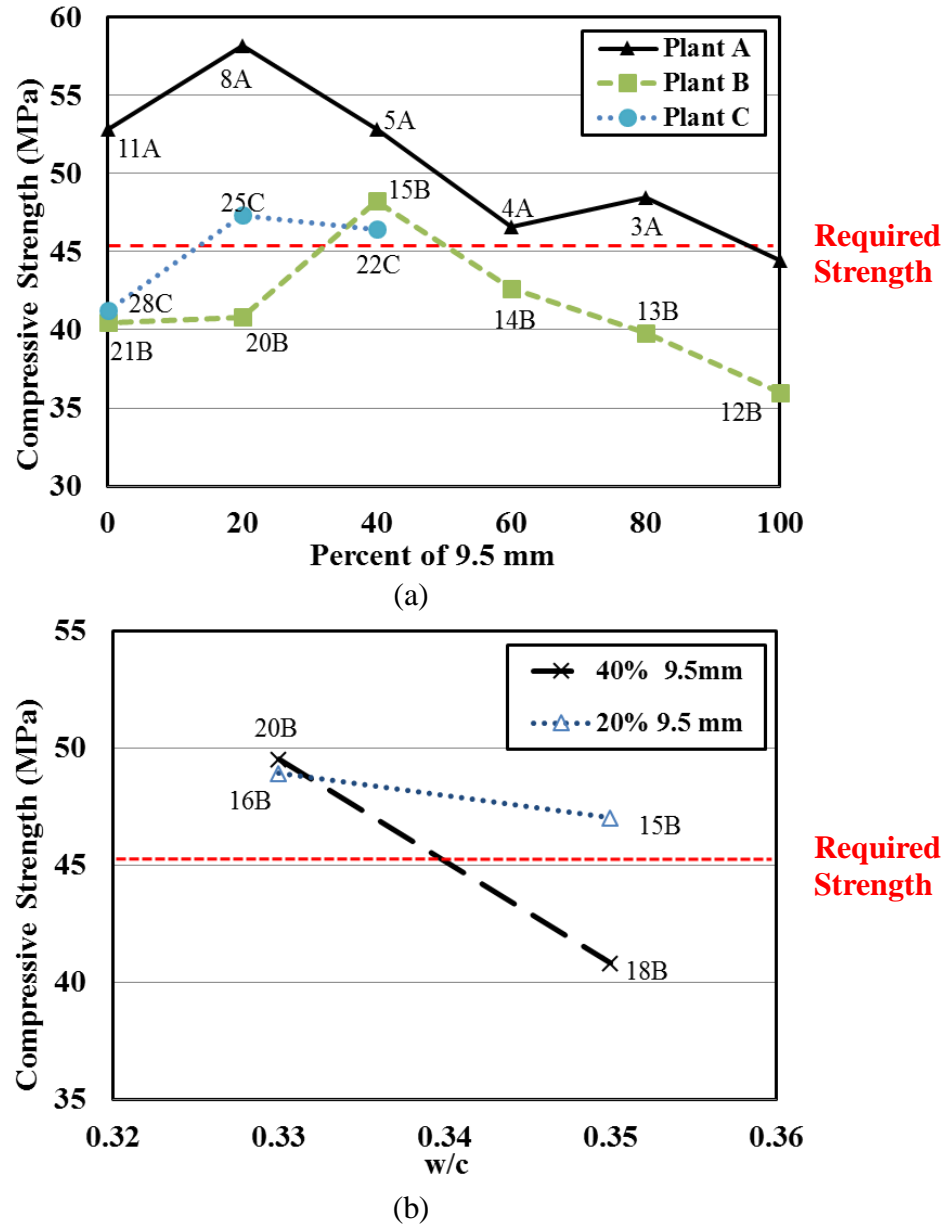 60
55
50
45
40
35
30
Compressive Strength (MPa)
Plant A
Plant B
Plant C
11A
8A
5A
4A
3A
25C
15B
22C
28C
21B
20B
14B
13B
12B
Required
Strength
0 20 40 60 80 100
Percent of 9.5 mm
(a)
55
50
45
40
35
Compressive Strength (MPa)
40% 9.5mm
20% 9.5 mm
20B
16B
15B
18B
Required
Strength
0.32 0.33 0.34 0.35 0.36
w/c
(b)